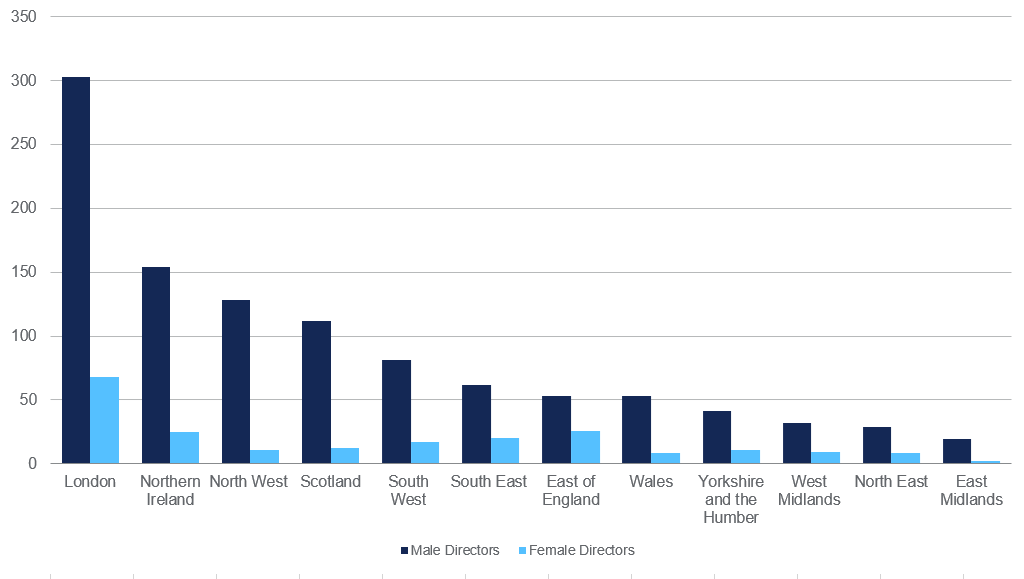 350
300
250
200
150
100
50
0
London
Northern
Ireland
North West
Scotland
South
West
South East
East of
England
Wales
Yorkshire
and the
Humber
West
Midlands
North East
East
Midlands
Male Directors
Female Directors